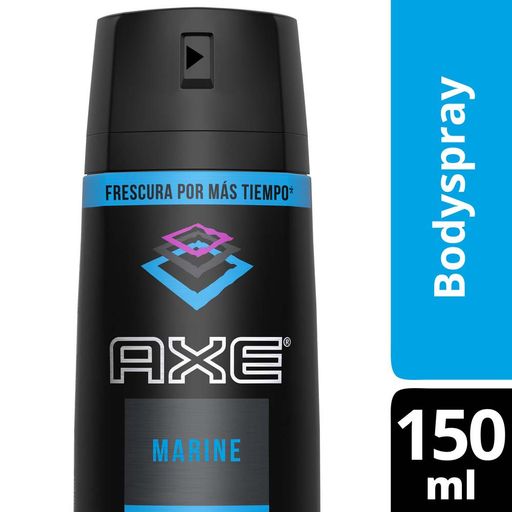 FRESCURA POR MÁS TIEMPO*
AXE®
MARINE
Bodyspray
150
ml